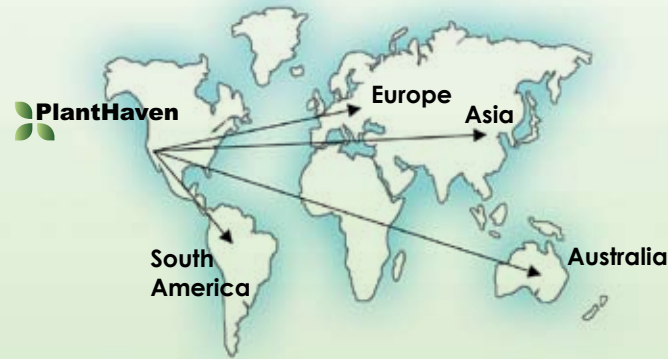 PlantHaven
Europe
Asia
South
America
Australia